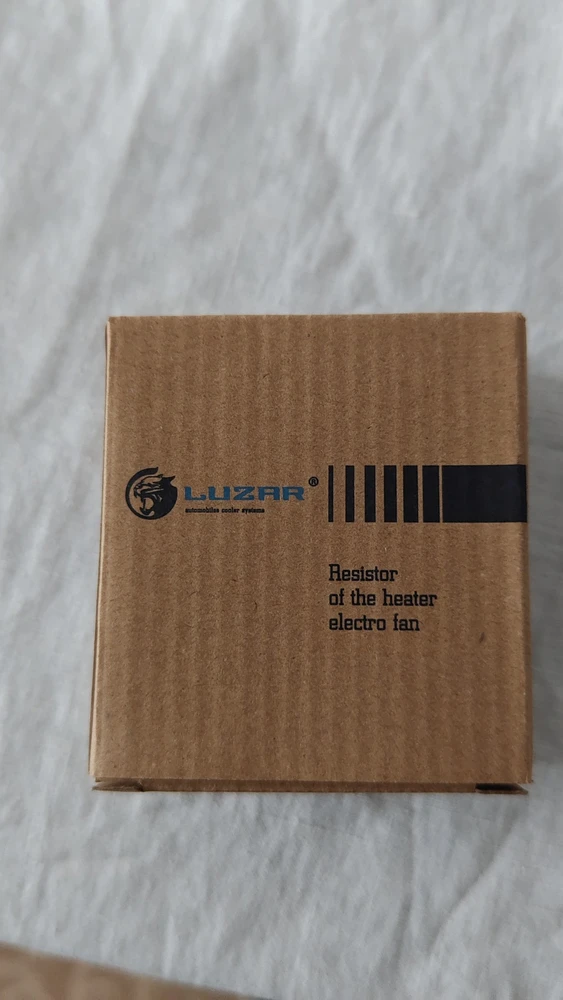 LUZAR®
automobiles cooler systems
Resistor
of the heater
electro fan